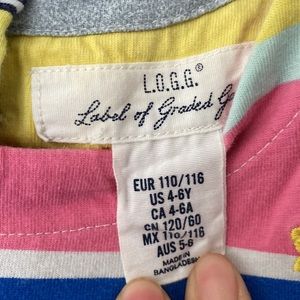 L.O.G.G.®
Label of Graded G
EUR 110/116
US 4-6Y
CA 4-6A
CN 120/60
MX 110/116
AUS 5-6
MADE IN
BANGLADESH